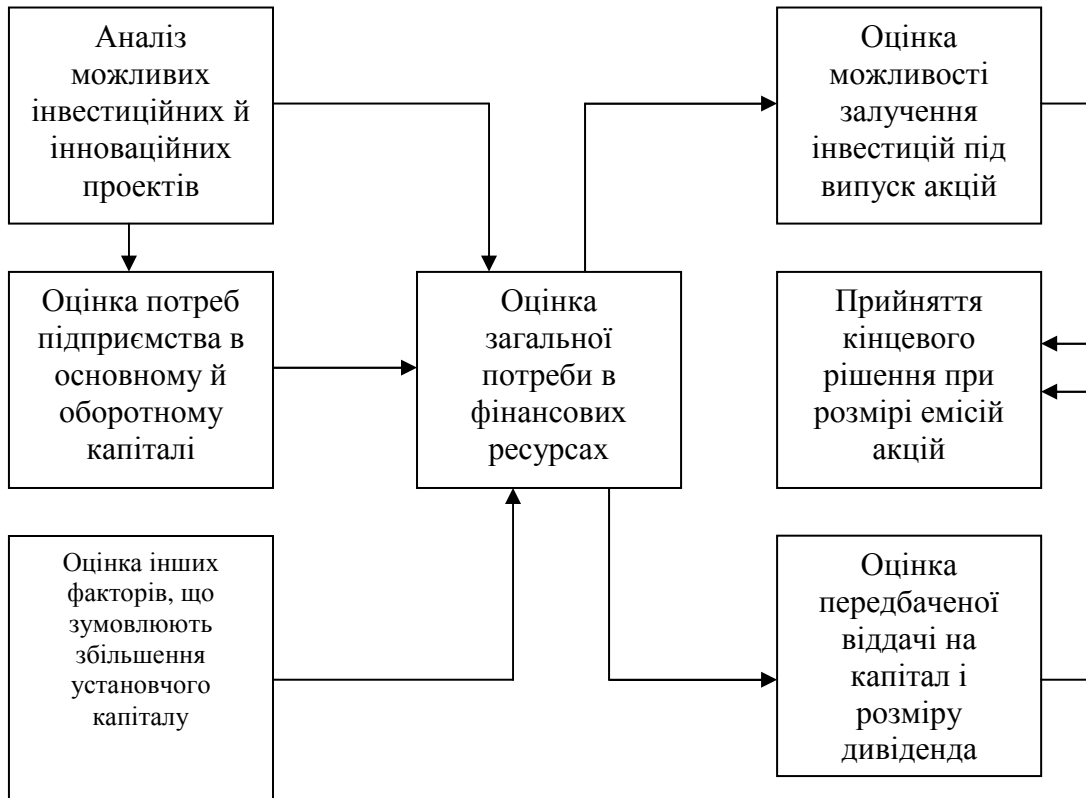 Аналіз
можливих
інвестиційних й
інноваційних
проектів
Оцінка
можливості
залучення
інвестицій під
випуск акцій
Оцінка потреб
підприємства в
основному й
оборотному
капіталі
Оцінка
загальної
потреби в
фінансових
ресурсах
Прийняття
кінцевого
рішення при
розмірі емісій
акцій
Оцінка інших
факторів, що
зумовлюють
збільшення
установчого
капіталу
Оцінка
передбаченої
віддачі на
капітал і
розміру
дивіденда